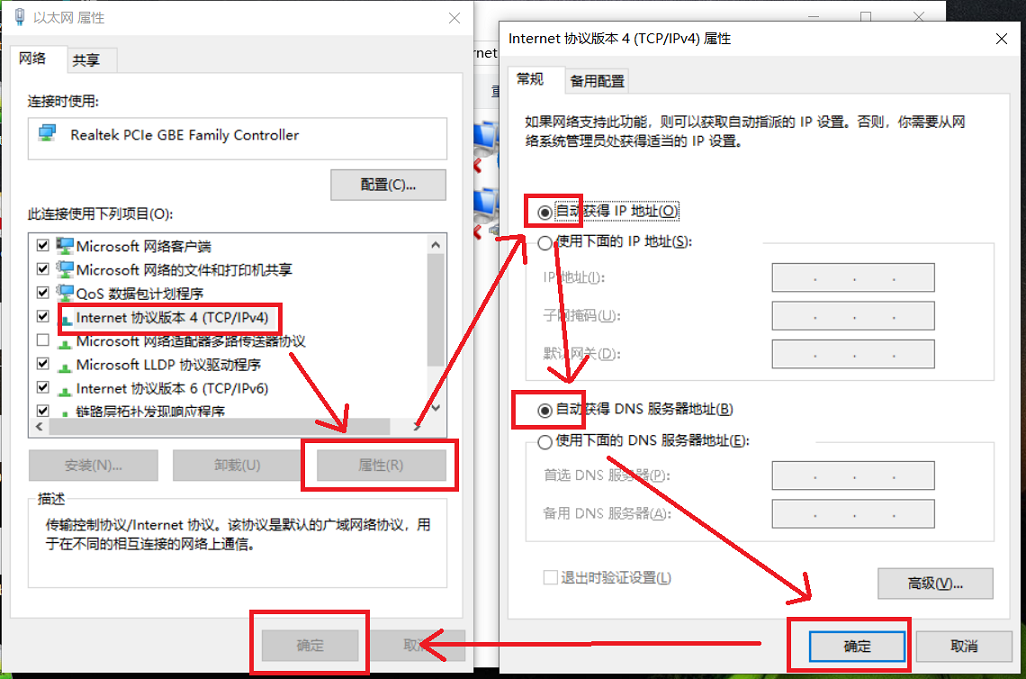 以太网 属性
网络
共享
连接时使用:
Realtek PCIe GBE Family Controller
配置(C)...
此连接使用下列项目(O):
Microsoft 网络客户端
Microsoft 网络的文件和打印机共享
QoS 数据包计划程序
Internet 协议版本 4 (TCP/IPv4)
Microsoft 网络适配器多路传送器协议
Microsoft LLDP 协议驱动程序
Internet 协议版本 6 (TCP/IPv6)
链路层拓扑发现响应程序
安装(N)...
卸载(U)
属性(R)
描述
传输控制协议/Internet 协议。该协议是默认的广域网络协议，用
于在不同的相互连接的网络上通信。
确定
取消
net
Internet 协议版本 4 (TCP/IPv4) 属性
常规
备用配置
如果网络支持此功能，则可以获取自动指派的 IP 设置。否则，你需要从网
络系统管理员处获得适当的 IP 设置。
自动获得 IP 地址(O)
使用下面的 IP 地址(S):
IP 地址(I):
子网掩码(U):
默认网关(D):
自动获得 DNS 服务器地址(B)
使用下面的 DNS 服务器地址(E):
首选 DNS 服务器(P):
备用 DNS 服务器(A):
退出时验证设置(L)
高级(V)...
确定
取消